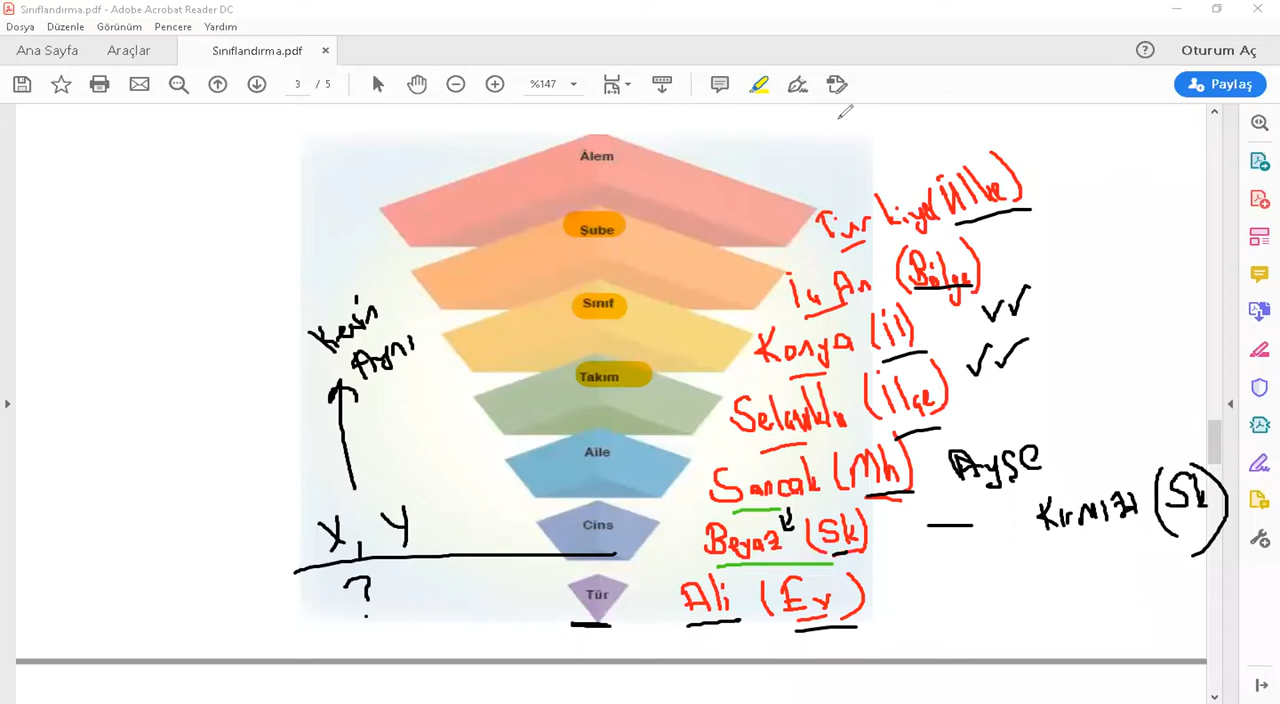 Sınıflandırma.pdf - Adobe Acrobat Reader DC
Dosya Düzenle Görünüm Pencere Yardım
Ana Sayfa Araçlar Sınıflandırma.pdf × Oturum Aç
3 / 5 %147 Paylaş
Âlem
Türkiye (Ülke)
Şube
İç An (Bölge)
Sınıf
Konya (İl)
Kesin
Aynı
Takım
Selçuklu (İlçe)
Aile
Sancak (Mh)
Ayşe
Kırmızı (Sk)
X, Y
Cins
Beyaz (Sk)
?
Tür
Ali (Ev)